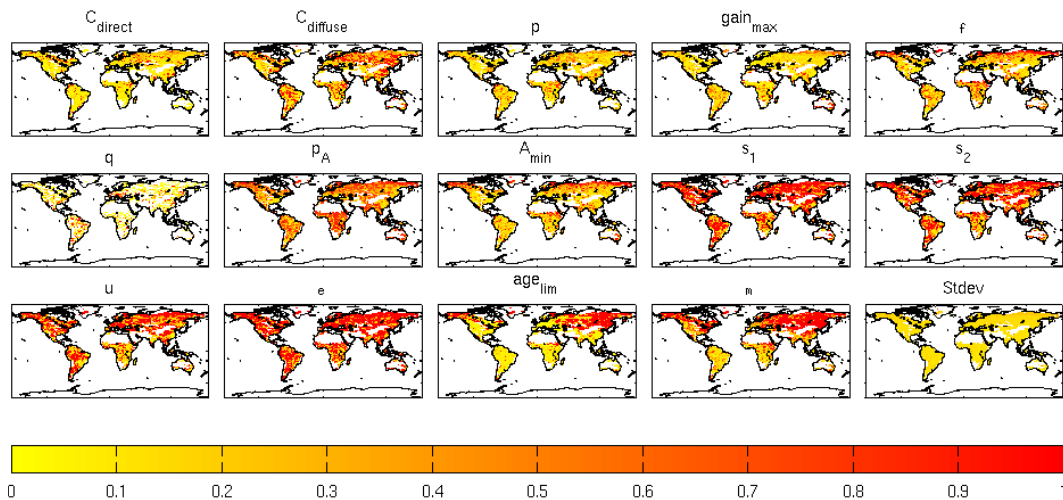 C_direct C_diffuse p gain_max f
q p_A A_min s_1 s_2
u e age_lim m Stdev
0 0.1 0.2 0.3 0.4 0.5 0.6 0.7 0.8 0.9 1